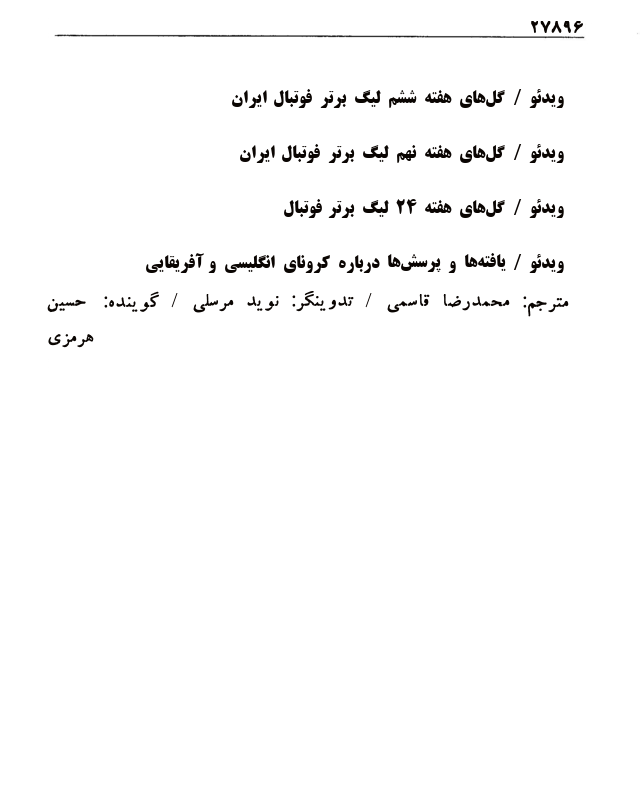 ۲۷۸۹۶
ویدئو / گل‌های هفته ششم لیگ برتر فوتبال ایران
ویدئو / گل‌های هفته نهم لیگ برتر فوتبال ایران
ویدئو / گل‌های هفته ۲۴ لیگ برتر فوتبال
ویدئو / یافته‌ها و پرسش‌ها درباره کرونای انگلیسی و آفریقایی
مترجم: محمدرضا قاسمی / تدوینگر: نوید مرسلی / گوینده: حسین
هرمزی